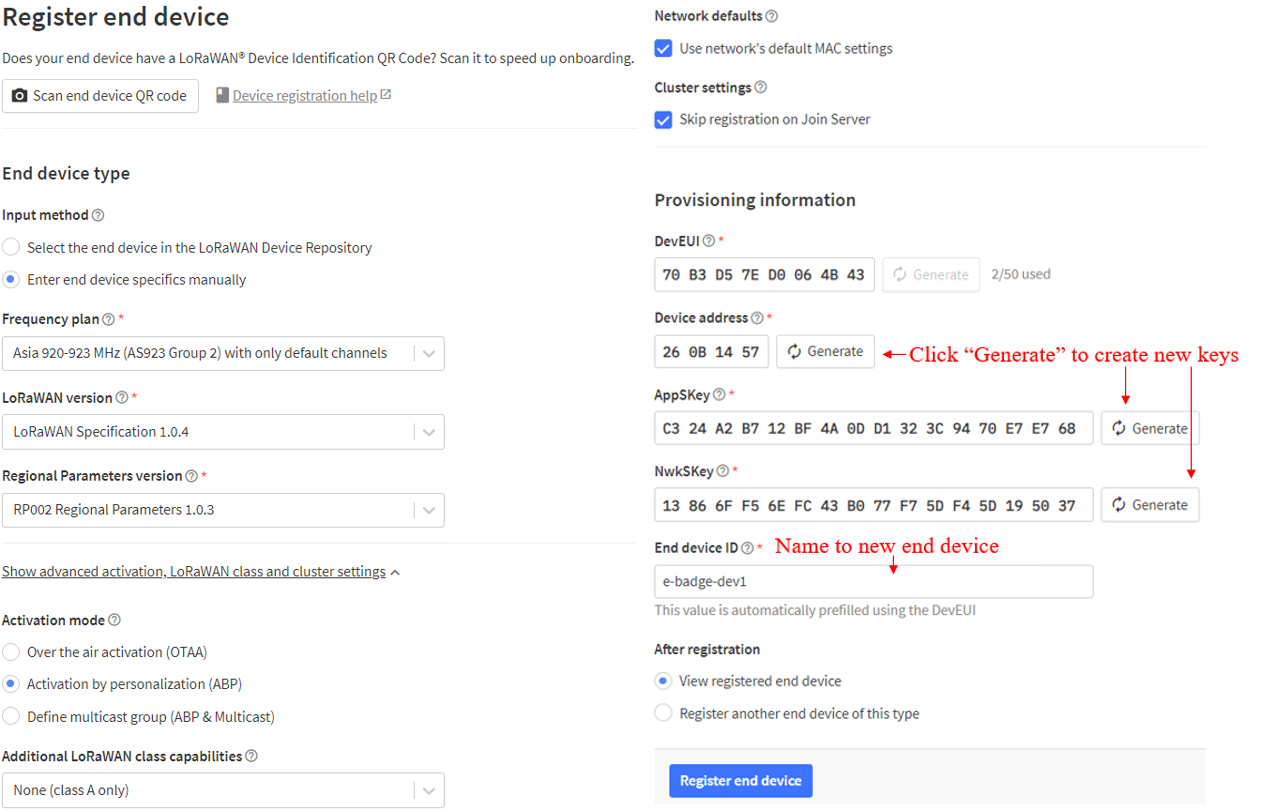 Register end device
Does your end device have a LoRaWAN® Device Identification QR Code? Scan it to speed up onboarding.
Scan end device QR code
Device registration help
End device type
Input method
Select the end device in the LoRaWAN Device Repository
Enter end device specifics manually
Frequency plan *
Asia 920-923 MHz (AS923 Group 2) with only default channels
LoRaWAN version *
LoRaWAN Specification 1.0.4
Regional Parameters version *
RP002 Regional Parameters 1.0.3
Show advanced activation, LoRaWAN class and cluster settings
Activation mode
Over the air activation (OTAA)
Activation by personalization (ABP)
Define multicast group (ABP & Multicast)
Additional LoRaWAN class capabilities
None (class A only)
Network defaults
Use network's default MAC settings
Cluster settings
Skip registration on Join Server
Provisioning information
DevEUI *
70 B3 D5 7E D0 06 4B 43 Generate 2/50 used
Device address *
26 0B 14 57 Generate Click “Generate” to create new keys
AppSKey *
C3 24 A2 B7 12 BF 4A 0D D1 32 3C 94 70 E7 E7 68 Generate
NwkSKey *
13 86 6F F5 6E FC 43 B0 77 F7 5D F4 5D 19 50 37 Generate
End device ID * Name to new end device
e-badge-dev1
This value is automatically prefilled using the DevEUI
After registration
View registered end device
Register another end device of this type
Register end device